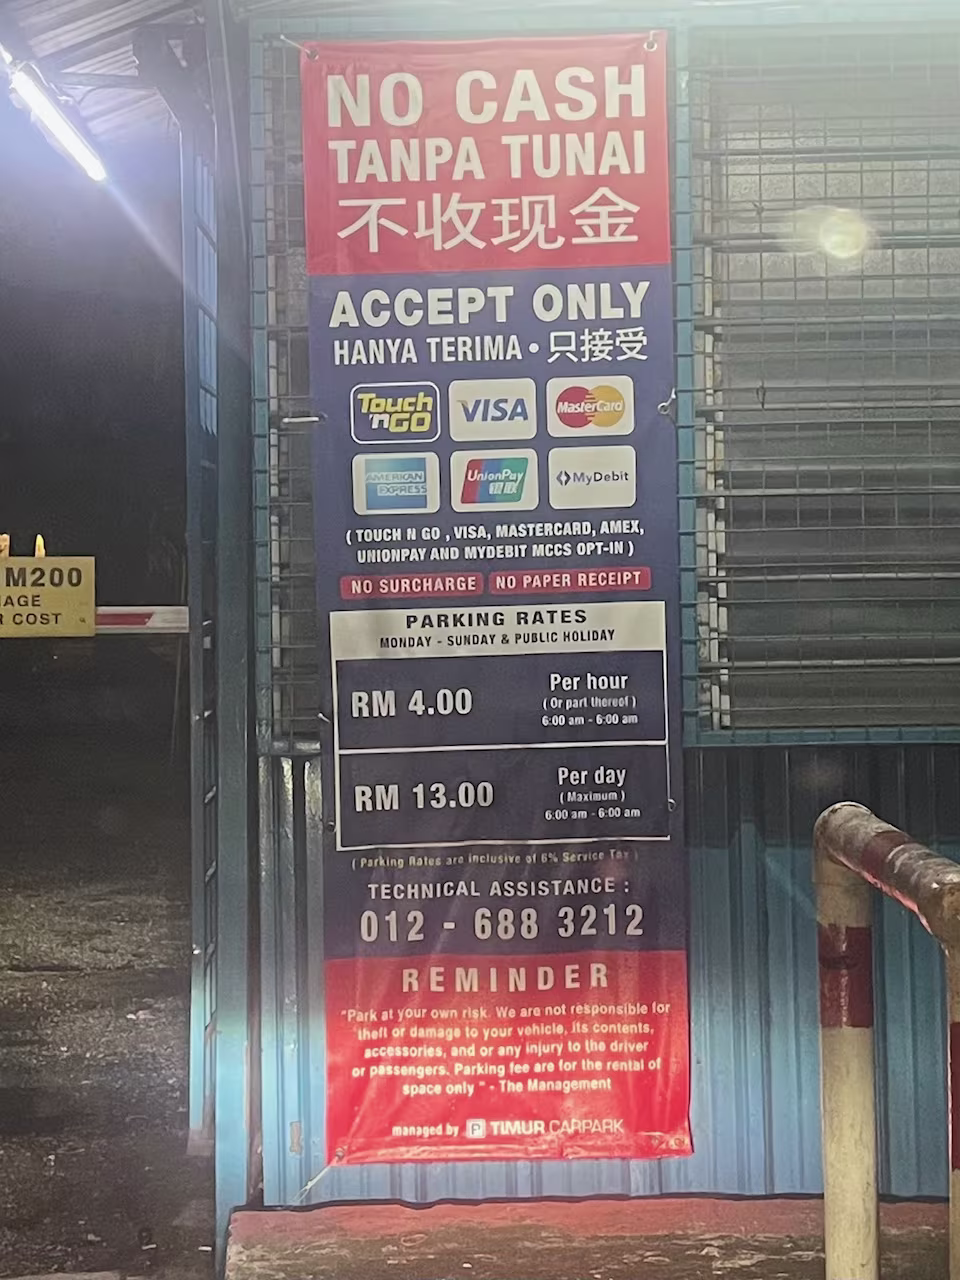 NO CASH
TANPA TUNAI
不收现金
ACCEPT ONLY
HANYA TERIMA • 只接受
Touch 'n GO
VISA
MasterCard
AMERICAN EXPRESS
UnionPay 银联
MyDebit
( TOUCH N GO , VISA, MASTERCARD, AMEX,
UNIONPAY AND MYDEBIT MCCS OPT-IN )
NO SURCHARGE NO PAPER RECEIPT
PARKING RATES
MONDAY - SUNDAY & PUBLIC HOLIDAY
RM 4.00
Per hour
( Or part thereof )
6:00 am - 6:00 am
RM 13.00
Per day
( Maximum )
6:00 am - 6:00 am
( Parking Rates are inclusive of 6% Service Tax )
TECHNICAL ASSISTANCE :
012 - 688 3212
REMINDER
"Park at your own risk. We are not responsible for
theft or damage to your vehicle, its contents,
accessories, and or any injury to the driver
or passengers. Parking fee are for the rental of
space only " - The Management
managed by P TIMUR CARPARK
M200
COST